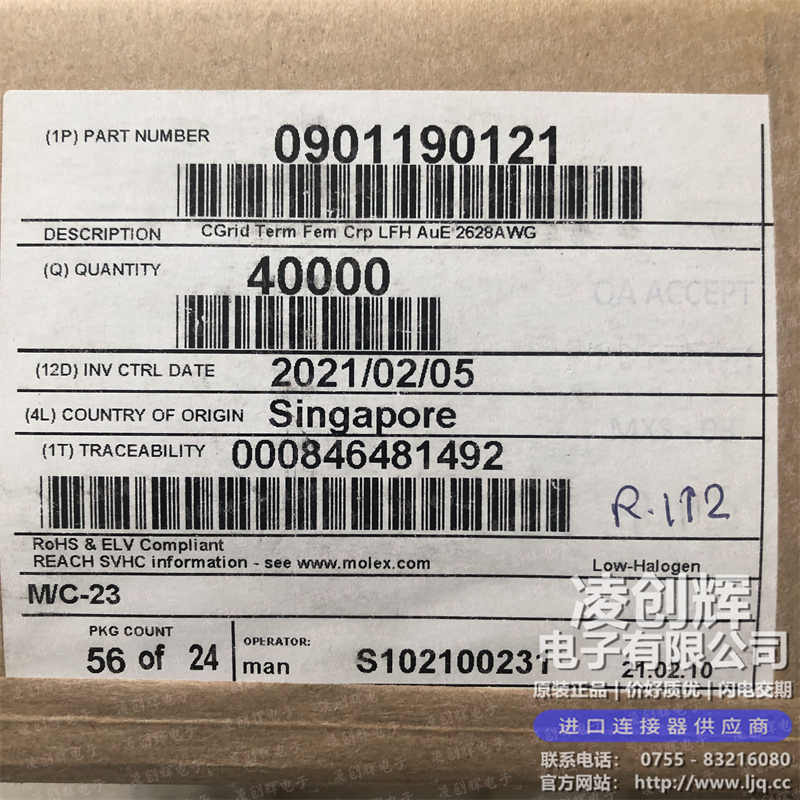 (1P) PART NUMBER 0901190121
DESCRIPTION CGrid Term Fem Crp LFH AuE 2628AWG
(Q) QUANTITY 40000
QA ACCEPT
(12D) INV CTRL DATE 2021/02/05
(4L) COUNTRY OF ORIGIN Singapore
(1T) TRACEABILITY 000846481492
R.112
RoHS & ELV Compliant
REACH SVHC information - see www.molex.com Low-Halogen
M/C-23
PKG COUNT OPERATOR:
56 of 24 man S102100231 21.02.10
凌创辉
电子有限公司
原装正品 | 价好质优 | 闪电交期
进口连接器供应商
联系电话: 0755 - 83216080
官方网站: http://www.ljq.cc